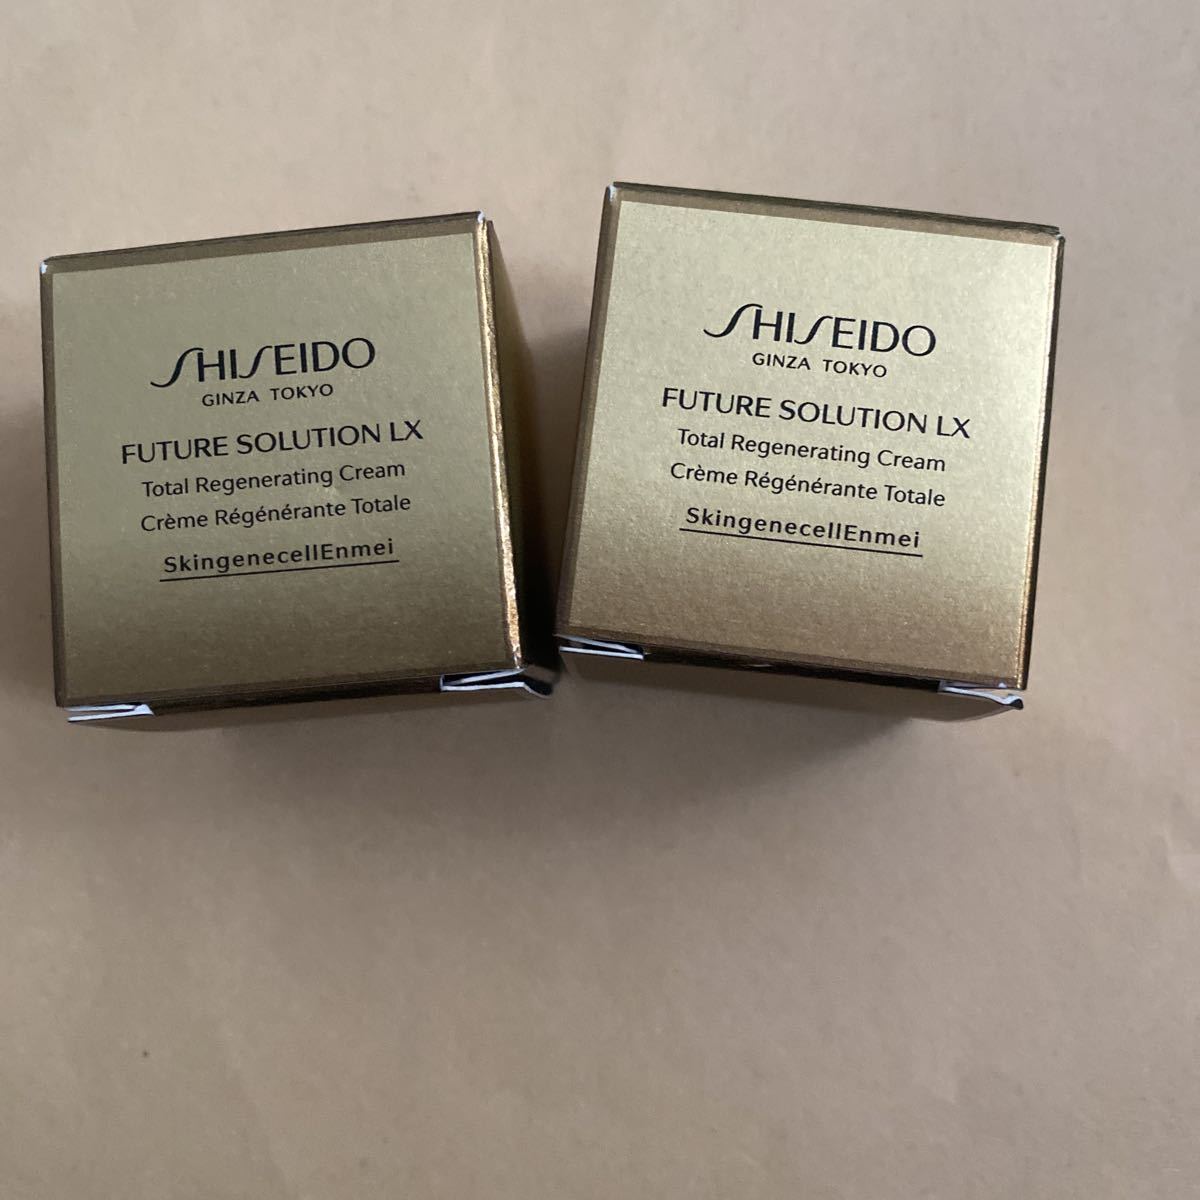 SHISEIDO
GINZA TOKYO
FUTURE SOLUTION LX
Total Regenerating Cream
Crème Régénérante Totale
SkingenecellEnmei
SHISEIDO
GINZA TOKYO
FUTURE SOLUTION LX
Total Regenerating Cream
Crème Régénérante Totale
SkingenecellEnmei